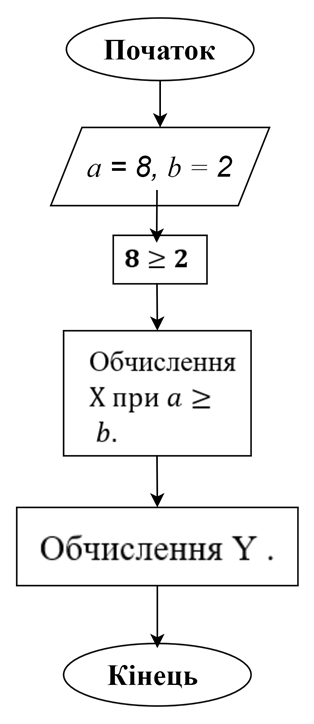 Початок
a = 8, b = 2
8 ≥ 2
Обчислення
X при a ≥
b.
Обчислення Y .
Кінець